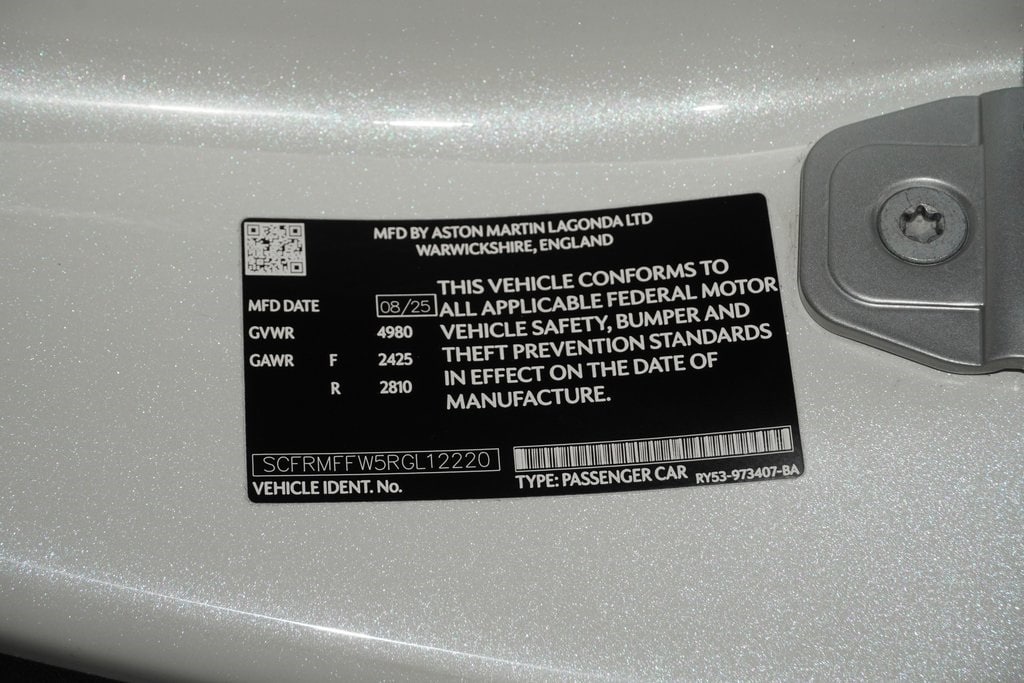 MFD BY ASTON MARTIN LAGONDA LTD
WARWICKSHIRE, ENGLAND
THIS VEHICLE CONFORMS TO
ALL APPLICABLE FEDERAL MOTOR
VEHICLE SAFETY, BUMPER AND
THEFT PREVENTION STANDARDS
IN EFFECT ON THE DATE OF
MANUFACTURE.
MFD DATE 08/25
GVWR 4980
GAWR F 2425
R 2810
SCFRMFFW5RGL12220
VEHICLE IDENT. No.
TYPE: PASSENGER CAR RY53-973407-BA